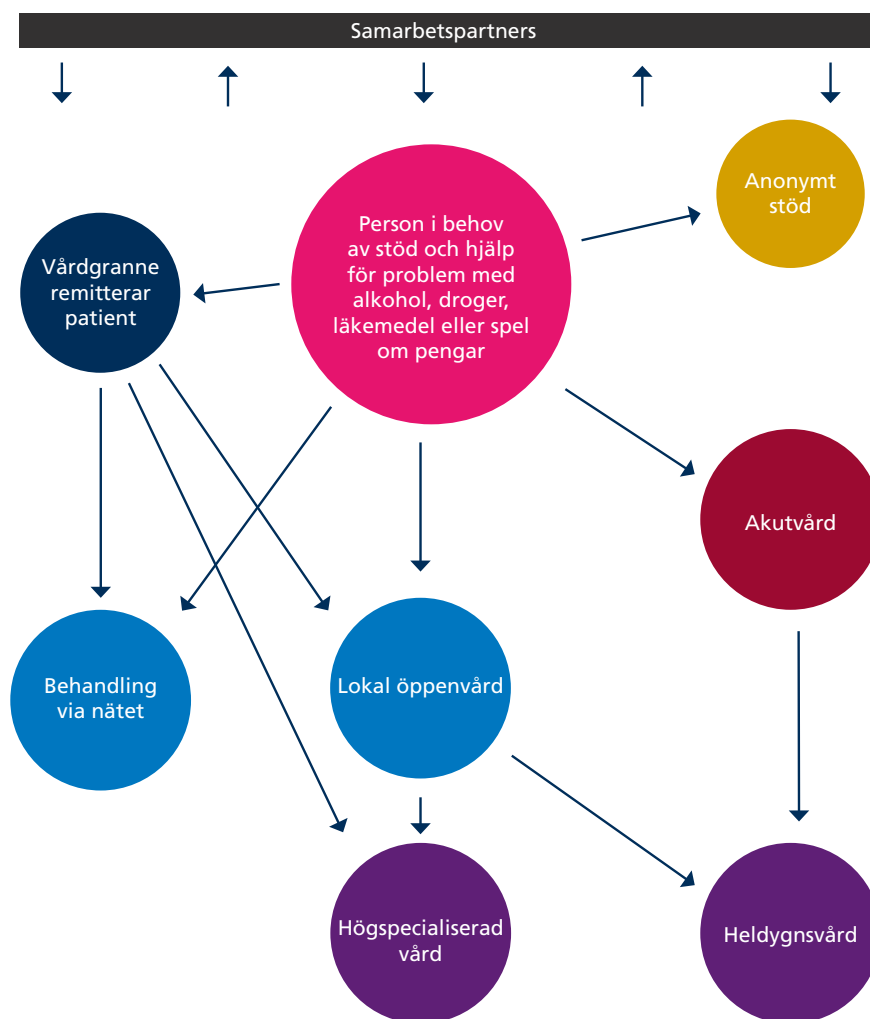 Samarbetspartners
Anonymt
stöd
Person i behov
av stöd och hjälp
för problem med
alkohol, droger,
läkemedel eller spel
om pengar
Vårdgranne
remitterar
patient
Akutvård
Behandling
via nätet
Lokal öppenvård
Högspecialiserad
vård
Heldygnsvård